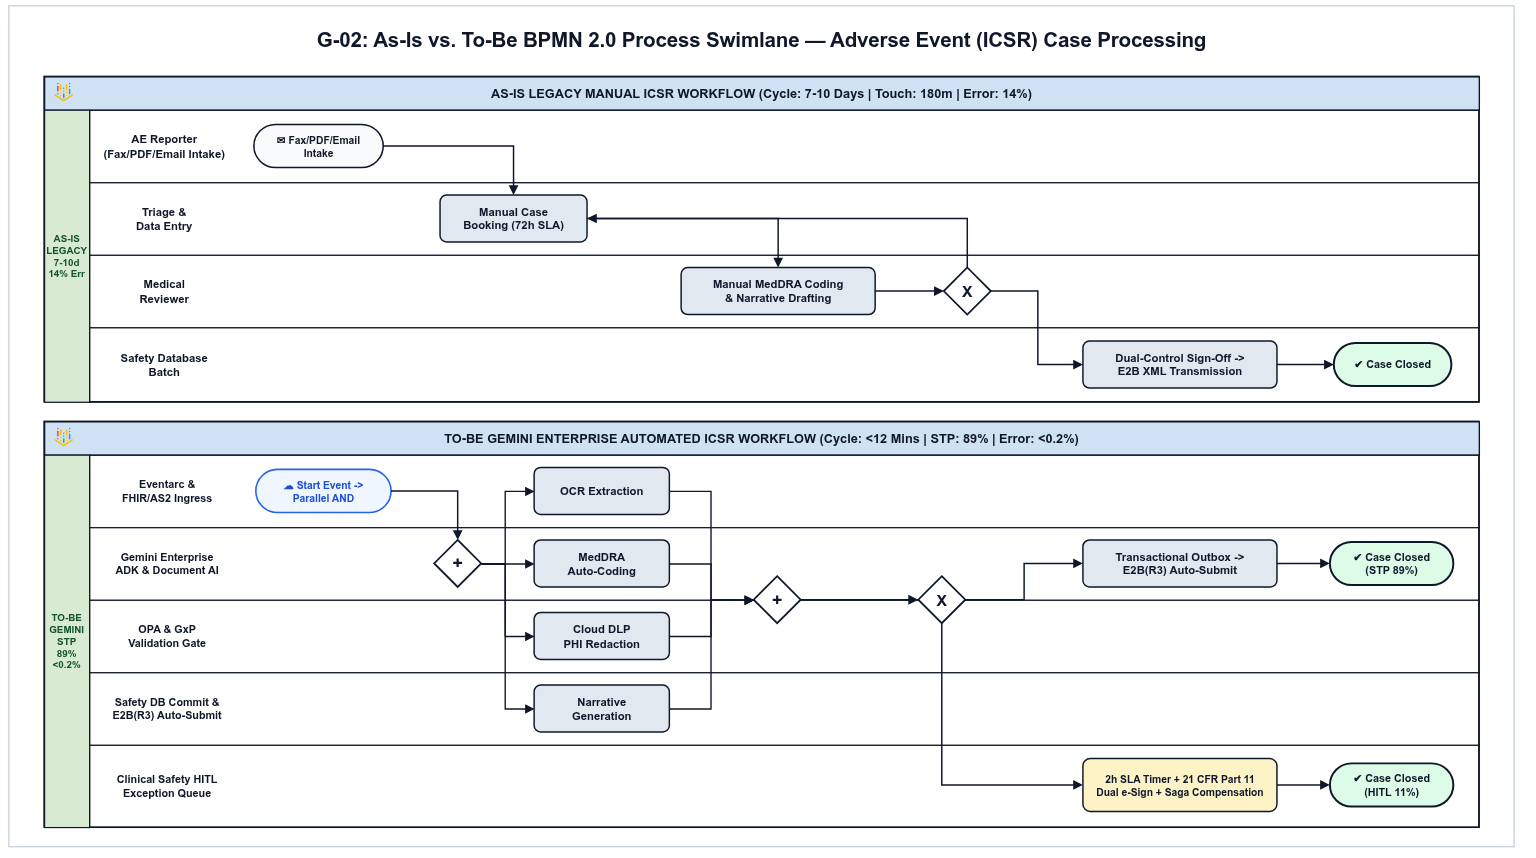 G-02: As-Is vs. To-Be BPMN 2.0 Process Swimlane — Adverse Event (ICSR) Case Processing
AS-IS LEGACY MANUAL ICSR WORKFLOW (Cycle: 7-10 Days | Touch: 180m | Error: 14%)
AS-IS
LEGACY
7-10d
14% Err
AE Reporter
(Fax/PDF/Email Intake)
✉ Fax/PDF/Email
Intake
Triage &
Data Entry
Manual Case
Booking (72h SLA)
Medical
Reviewer
Manual MedDRA Coding
& Narrative Drafting
X
Safety Database
Batch
Dual-Control Sign-Off ->
E2B XML Transmission
✔ Case Closed
TO-BE GEMINI ENTERPRISE AUTOMATED ICSR WORKFLOW (Cycle: <12 Mins | STP: 89% | Error: <0.2%)
TO-BE
GEMINI
STP
89%
<0.2%
Eventarc &
FHIR/AS2 Ingress
☁ Start Event ->
Parallel AND
OCR Extraction
Gemini Enterprise
ADK & Document AI
+
MedDRA
Auto-Coding
+
X
Transactional Outbox ->
E2B(R3) Auto-Submit
✔ Case Closed
(STP 89%)
OPA & GxP
Validation Gate
Cloud DLP
PHI Redaction
Safety DB Commit &
E2B(R3) Auto-Submit
Narrative
Generation
Clinical Safety HITL
Exception Queue
2h SLA Timer + 21 CFR Part 11
Dual e-Sign + Saga Compensation
✔ Case Closed
(HITL 11%)